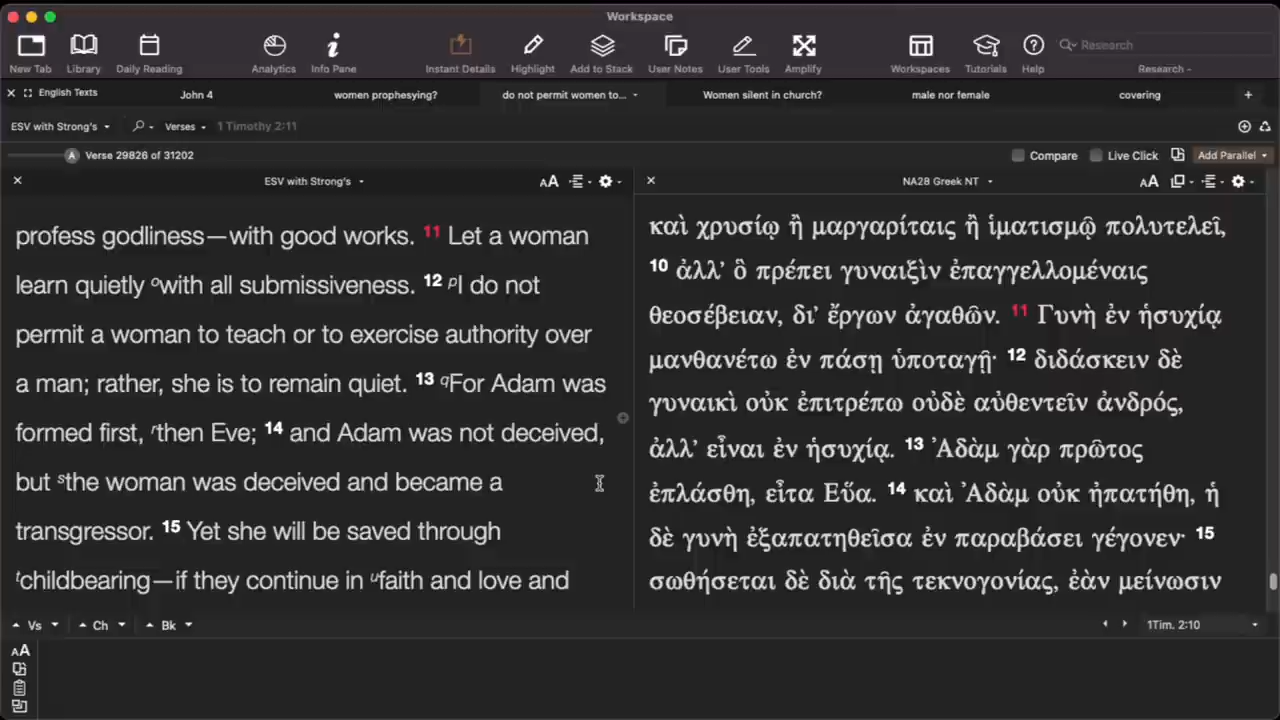 Workspace
New Tab Library Daily Reading Analytics Info Pane Instant Details Highlight Add to Stack User Notes User Tools Amplify Workspaces Tutorials Help Research
Research
English Texts John 4 women prophesying? do not permit women to... Women silent in church? male nor female covering
ESV with Strong's Verses 1 Timothy 2:11
A Verse 29826 of 31202 Compare Live Click Add Parallel
ESV with Strong's
profess godliness—with good works. 11 Let a woman
learn quietly owith all submissiveness. 12 pI do not
permit a woman to teach or to exercise authority over
a man; rather, she is to remain quiet. 13 qFor Adam was
formed first, rthen Eve; 14 and Adam was not deceived,
but sthe woman was deceived and became a
transgressor. 15 Yet she will be saved through
tchildbearing—if they continue in ufaith and love and
NA28 Greek NT
καὶ χρυσίῳ ἢ μαργαρίταις ἢ ἱματισμῷ πολυτελεῖ,
10 ἀλλ’ ὃ πρέπει γυναιξὶν ἐπαγγελλομέναις
θεοσέβειαν, δι’ ἔργων ἀγαθῶν. 11 Γυνὴ ἐν ἡσυχίᾳ
μανθανέτω ἐν πάσῃ ὑποταγῇ· 12 διδάσκειν δὲ
γυναικὶ οὐκ ἐπιτρέπω οὐδὲ αὐθεντεῖν ἀνδρός,
ἀλλ’ εἶναι ἐν ἡσυχίᾳ. 13 Ἀδὰμ γὰρ πρῶτος
ἐπλάσθη, εἶτα Εὕα. 14 καὶ Ἀδὰμ οὐκ ἠπατήθη, ἡ
δὲ γυνὴ ἐξαπατηθεῖσα ἐν παραβάσει γέγονεν· 15
σωθήσεται δὲ διὰ τῆς τεκνογονίας, ἐὰν μείνωσιν
Vs Ch Bk 1Tim. 2:10
AA